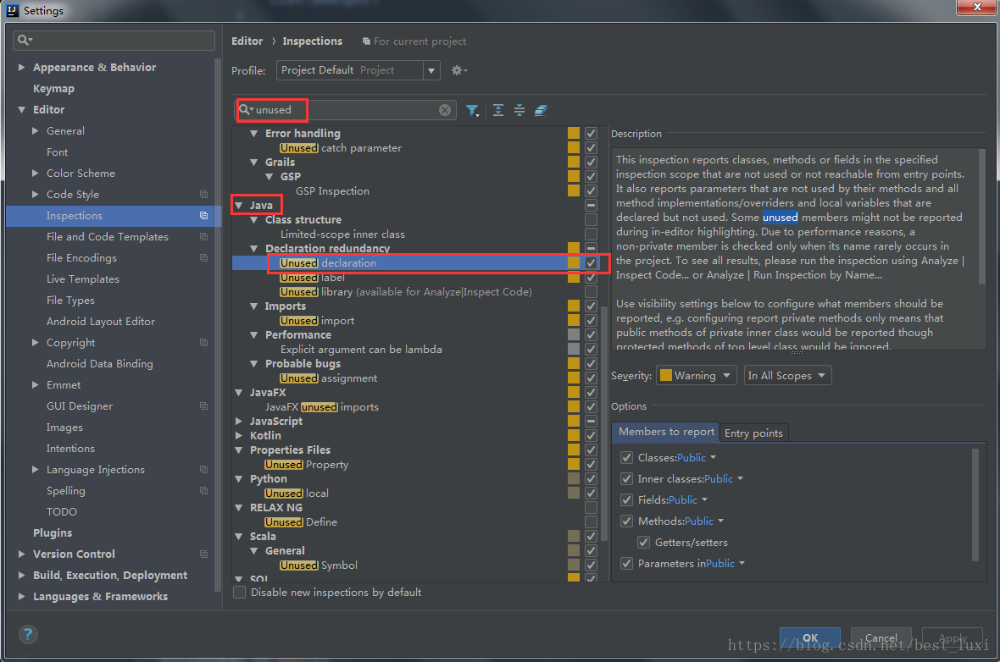 Settings
Appearance & Behavior
Keymap
Editor
General
Font
Color Scheme
Code Style
Inspections
File and Code Templates
File Encodings
Live Templates
File Types
Android Layout Editor
Copyright
Android Data Binding
Emmet
GUI Designer
Images
Intentions
Language Injections
Spelling
TODO
Plugins
Version Control
Build, Execution, Deployment
Languages & Frameworks
Editor › Inspections For current project
Profile: Project Default Project
unused
Error handling
Unused catch parameter
Grails
GSP
GSP Inspection
Java
Class structure
Limited-scope inner class
Declaration redundancy
Unused declaration
Unused label
Unused library (available for Analyze|Inspect Code)
Imports
Unused import
Performance
Explicit argument can be lambda
Probable bugs
Unused assignment
JavaFX
JavaFX unused imports
JavaScript
Kotlin
Properties Files
Unused Property
Python
Unused local
RELAX NG
Unused Define
Scala
General
Unused Symbol
SQL
Disable new inspections by default
Description
This inspection reports classes, methods or fields in the specified
inspection scope that are not used or not reachable from entry points.
It also reports parameters that are not used by their methods and all
method implementations/overriders and local variables that are
declared but not used. Some unused members might not be reported
during in-editor highlighting. Due to performance reasons, a
non-private member is checked only when its name rarely occurs in
the project. To see all results, please run the inspection using Analyze |
Inspect Code... or Analyze | Run Inspection by Name...
Use visibility settings below to configure what members should be
reported, e.g. configuring report private methods only means that
public methods of private inner class would be reported though
protected methods of top level class would be ignored.
Severity: Warning In All Scopes
Options
Members to report Entry points
Classes:Public
Inner classes:Public
Fields:Public
Methods:Public
Getters/setters
Parameters inPublic
?
OK Cancel Apply
https://blog.csdn.net/best_luxi